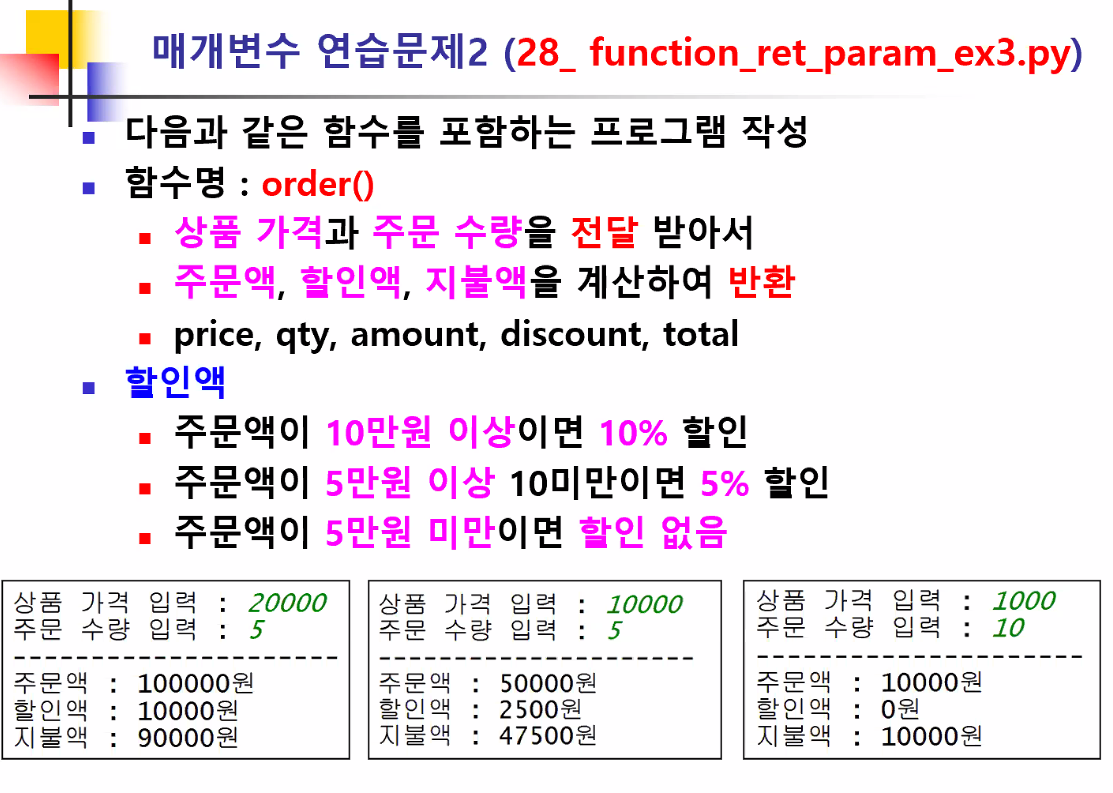 매개변수 연습문제2 (28_ function_ret_param_ex3.py)
다음과 같은 함수를 포함하는 프로그램 작성
함수명 : order()
상품 가격과 주문 수량을 전달 받아서
주문액, 할인액, 지불액을 계산하여 반환
price, qty, amount, discount, total
할인액
주문액이 10만원 이상이면 10% 할인
주문액이 5만원 이상 10미만이면 5% 할인
주문액이 5만원 미만이면 할인 없음
상품 가격 입력 : 20000
주문 수량 입력 : 5
---------------------
주문액 : 100000원
할인액 : 10000원
지불액 : 90000원
상품 가격 입력 : 10000
주문 수량 입력 : 5
---------------------
주문액 : 50000원
할인액 : 2500원
지불액 : 47500원
상품 가격 입력 : 1000
주문 수량 입력 : 10
---------------------
주문액 : 10000원
할인액 : 0원
지불액 : 10000원